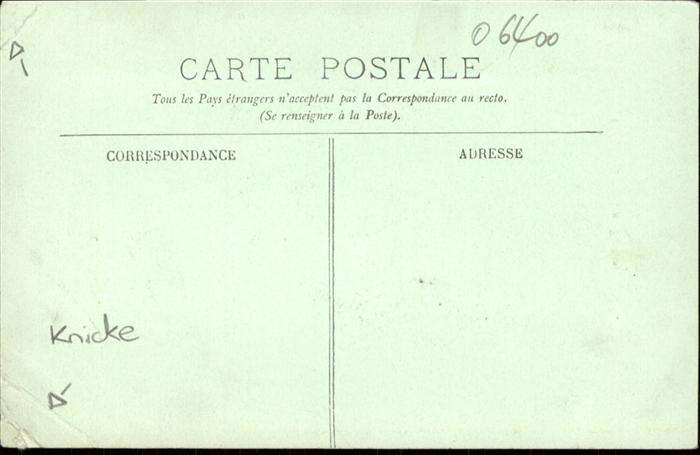 06400
CARTE POSTALE
Tous les Pays étrangers n'acceptent pas la Correspondance au recto.
(Se renseigner à la Poste).
CORRESPONDANCE
ADRESSE
Knicke